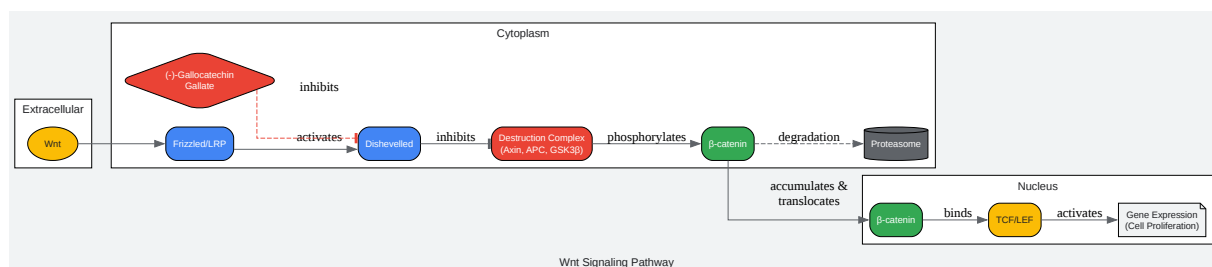 Cytoplasm
(-)-Gallocatechin
Gallate
inhibits
Extracellular
Wnt
Frizzled/LRP
activates
Dishevelled
inhibits
Destruction Complex
(Axin, APC, GSK3β)
phosphorylates
β-catenin
degradation
Proteasome
accumulates &
translocates
Nucleus
β-catenin
binds
TCF/LEF
activates
Gene Expression
(Cell Proliferation)
Wnt Signaling Pathway